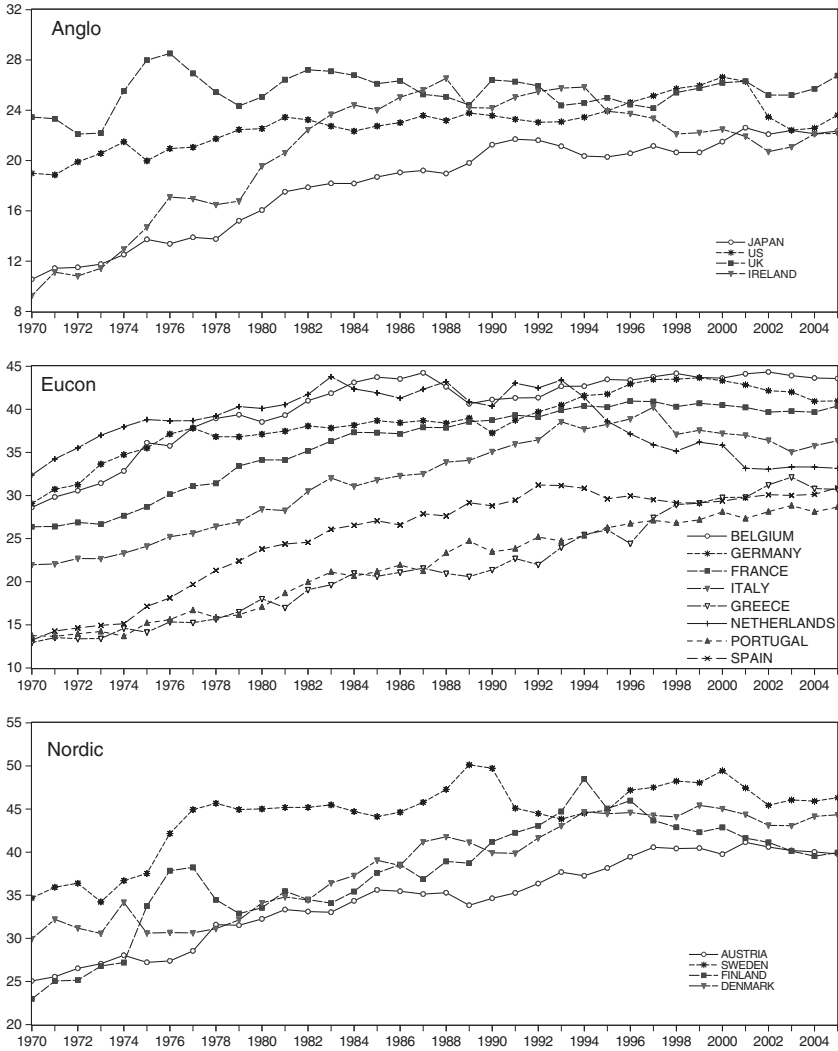 Anglo
32
28
24
20
16
12
8
1970 1972 1974 1976 1978 1980 1982 1984 1986 1988 1990 1992 1994 1996 1998 2000 2002 2004
JAPAN
US
UK
IRELAND
Eucon
45
40
35
30
25
20
15
10
1970 1972 1974 1976 1978 1980 1982 1984 1986 1988 1990 1992 1994 1996 1998 2000 2002 2004
BELGIUM
GERMANY
FRANCE
ITALY
GREECE
NETHERLANDS
PORTUGAL
SPAIN
Nordic
55
50
45
40
35
30
25
20
1970 1972 1974 1976 1978 1980 1982 1984 1986 1988 1990 1992 1994 1996 1998 2000 2002 2004
AUSTRIA
SWEDEN
FINLAND
DENMARK